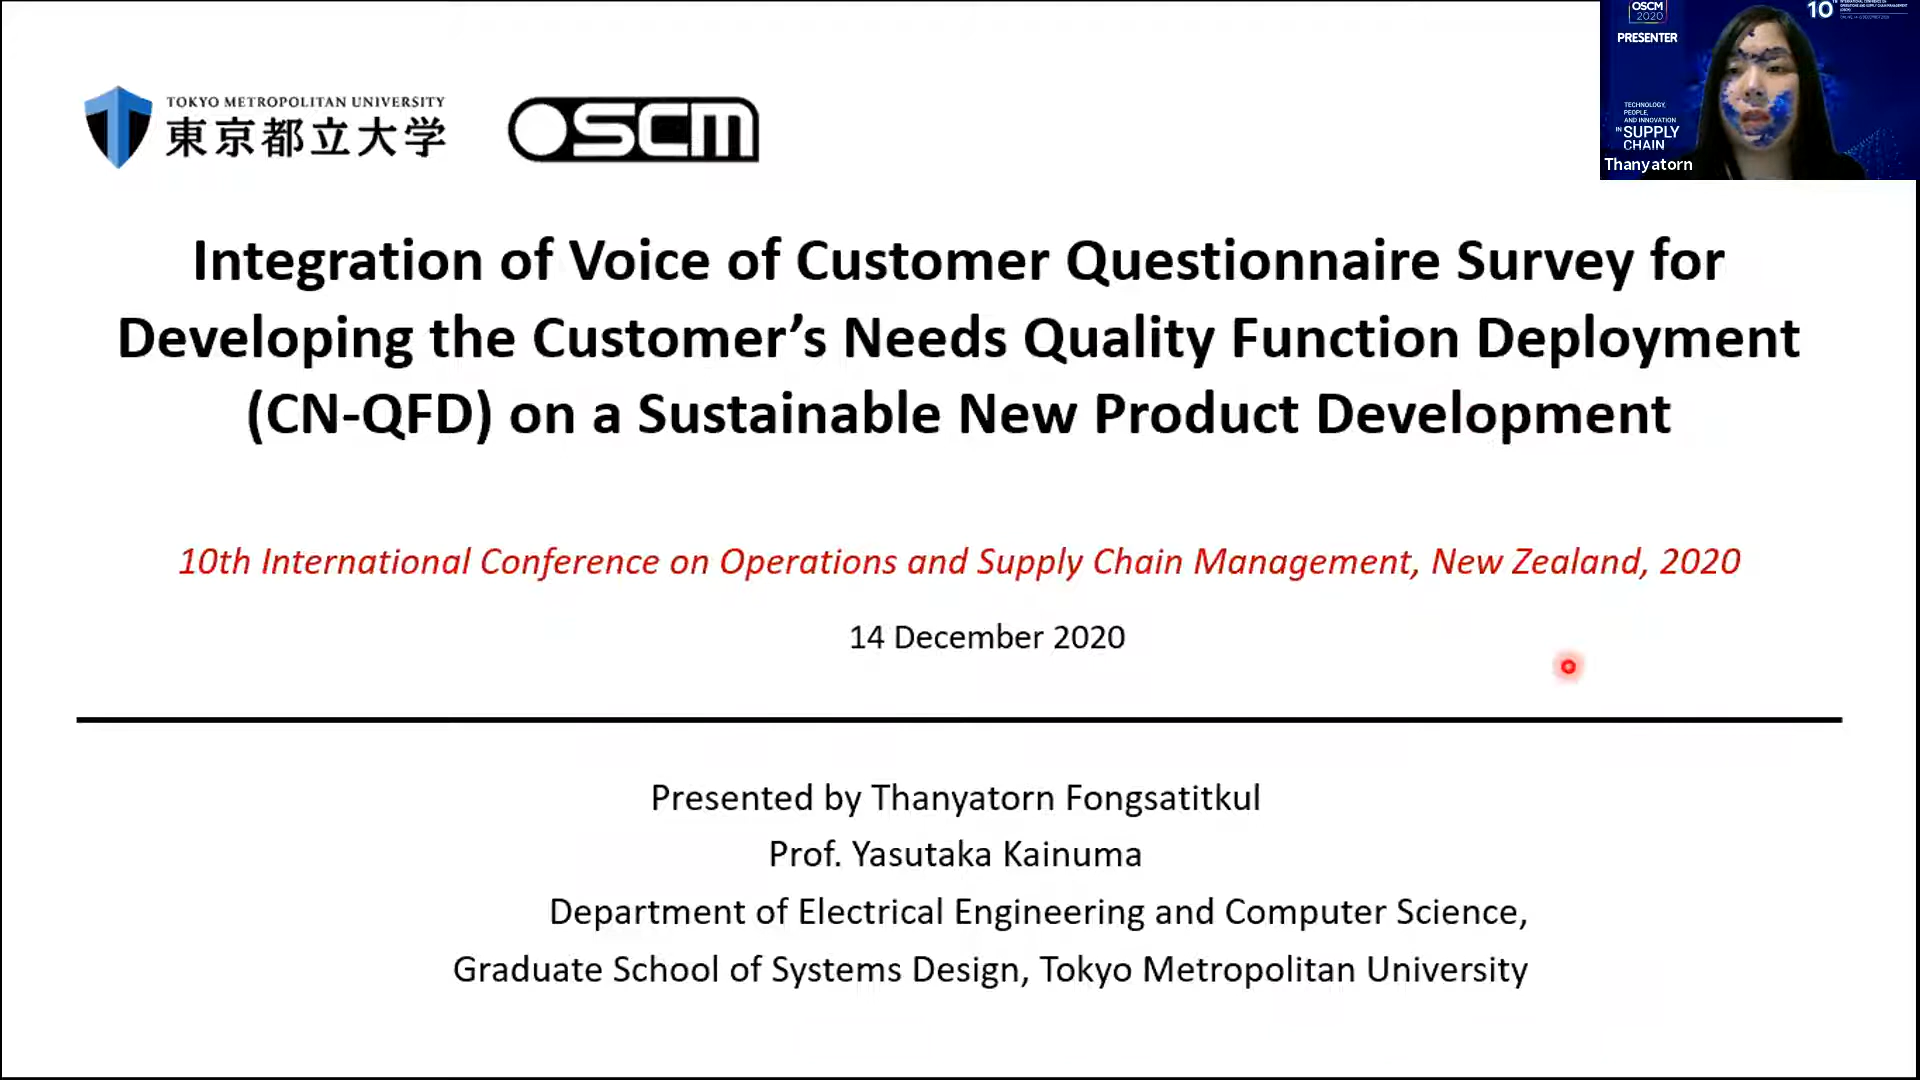 TOKYO METROPOLITAN UNIVERSITY
東京都立大学
OSCM
OSCM
2020
PRESENTER
10
TECHNOLOGY,
PEOPLE,
AND INNOVATION
IN SUPPLY
CHAIN
Thanyatorn
Integration of Voice of Customer Questionnaire Survey for
Developing the Customer’s Needs Quality Function Deployment
(CN-QFD) on a Sustainable New Product Development
10th International Conference on Operations and Supply Chain Management, New Zealand, 2020
14 December 2020
Presented by Thanyatorn Fongsatitkul
Prof. Yasutaka Kainuma
Department of Electrical Engineering and Computer Science,
Graduate School of Systems Design, Tokyo Metropolitan University